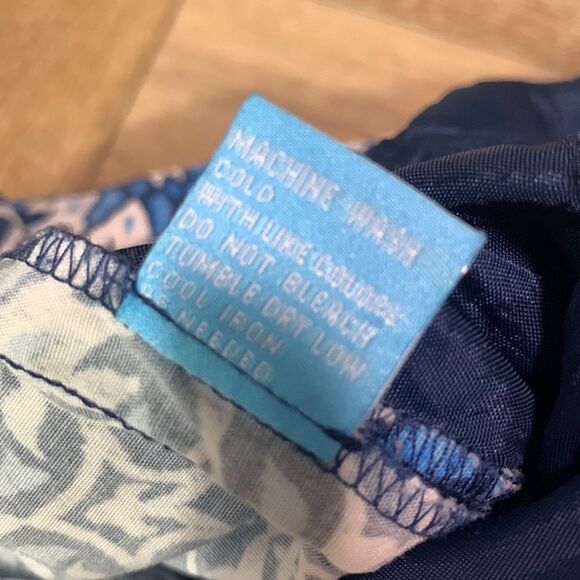 MACHINE WASH
COLD
WITH LIKE COLORS
DO NOT BLEACH
TUMBLE DRY LOW
COOL IRON
AS NEEDED